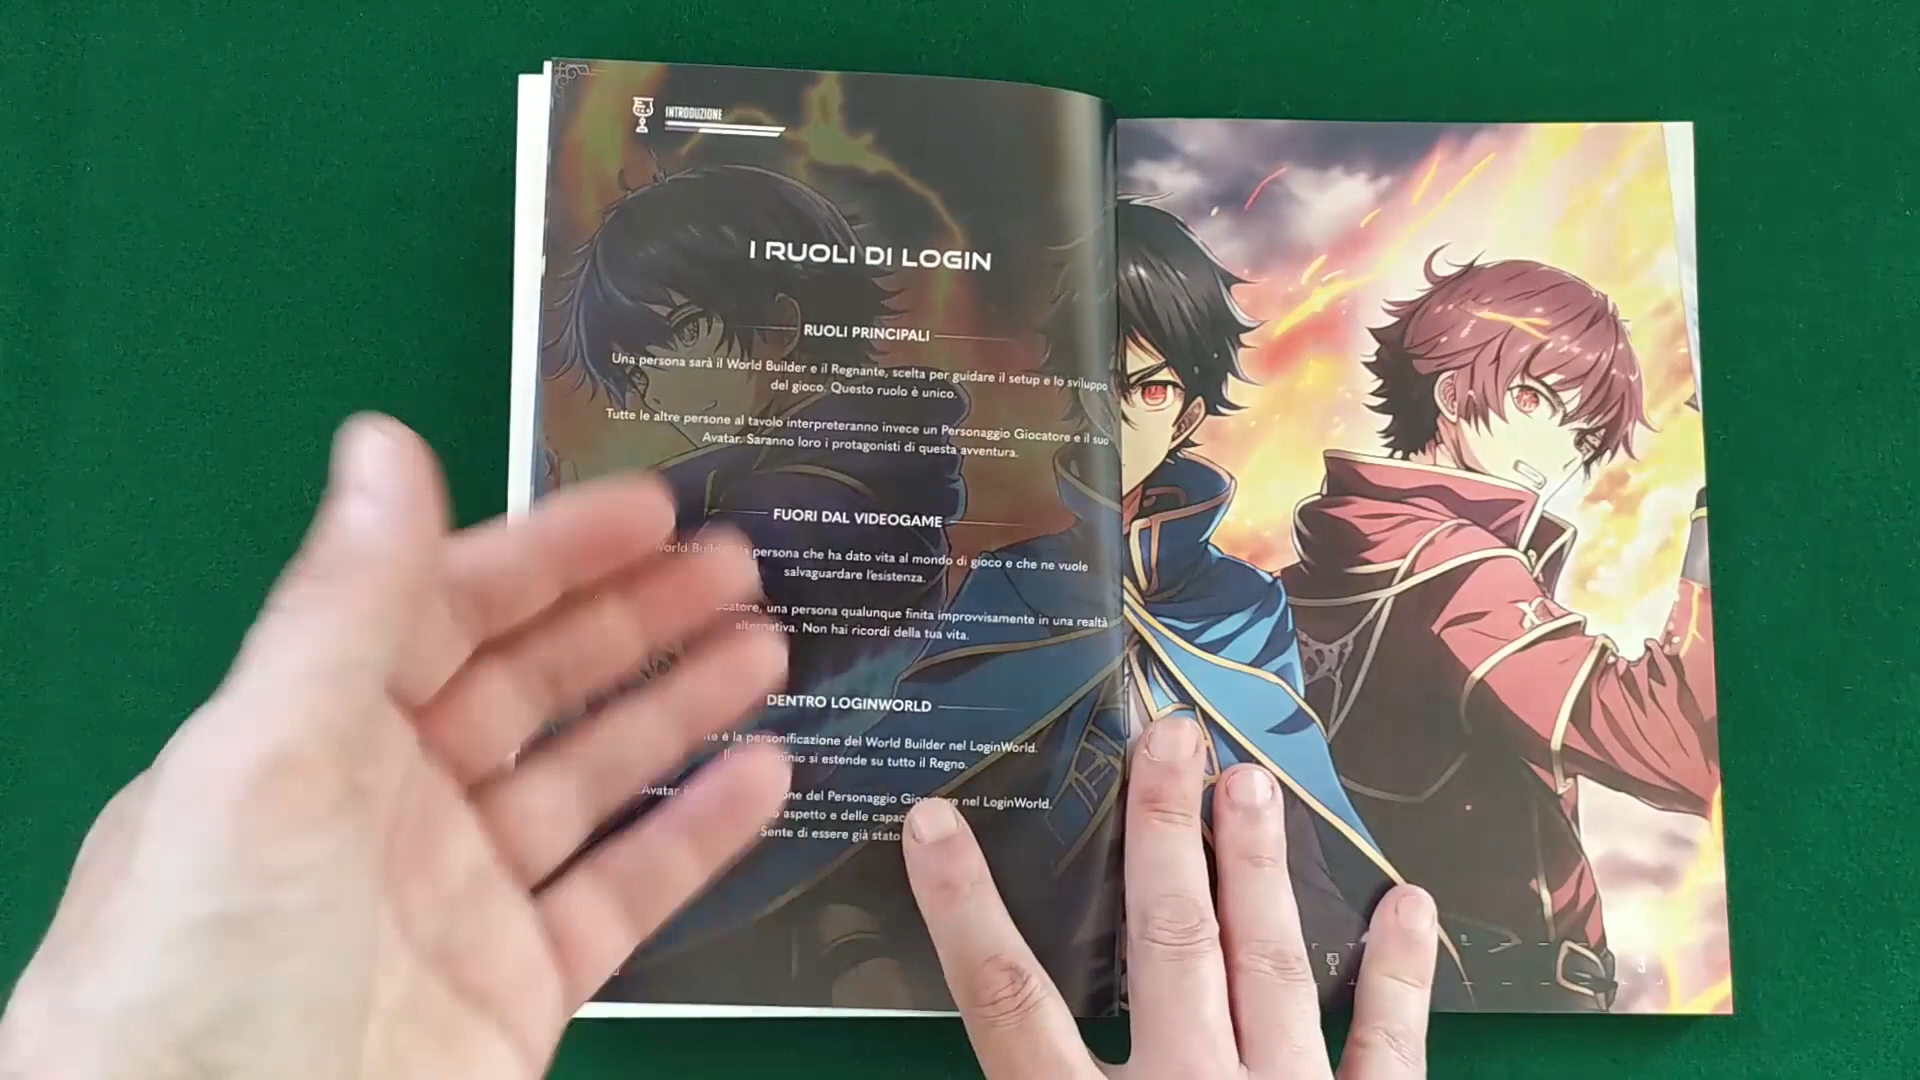 INTRODUZIONE
I RUOLI DI LOGIN
RUOLI PRINCIPALI
Una persona sarà il World Builder e il Regnante, scelta per guidare il setup e lo sviluppo
del gioco. Questo ruolo è unico.
Tutte le altre persone al tavolo interpreteranno invece un Personaggio Giocatore e il suo
Avatar. Saranno loro i protagonisti di questa avventura.
FUORI DAL VIDEOGAME
World Builder la persona che ha dato vita al mondo di gioco e che ne vuole
salvaguardare l'esistenza.
una persona qualunque finita improvvisamente in una realtà
alternativa. Non hai ricordi della tua vita.
DENTRO LOGINWORLD
è la personificazione del World Builder nel LoginWorld.
si estende su tutto il Regno.
Avatar del Personaggio Giocatore nel LoginWorld.
aspetto e delle
Sente di essere già stato
3